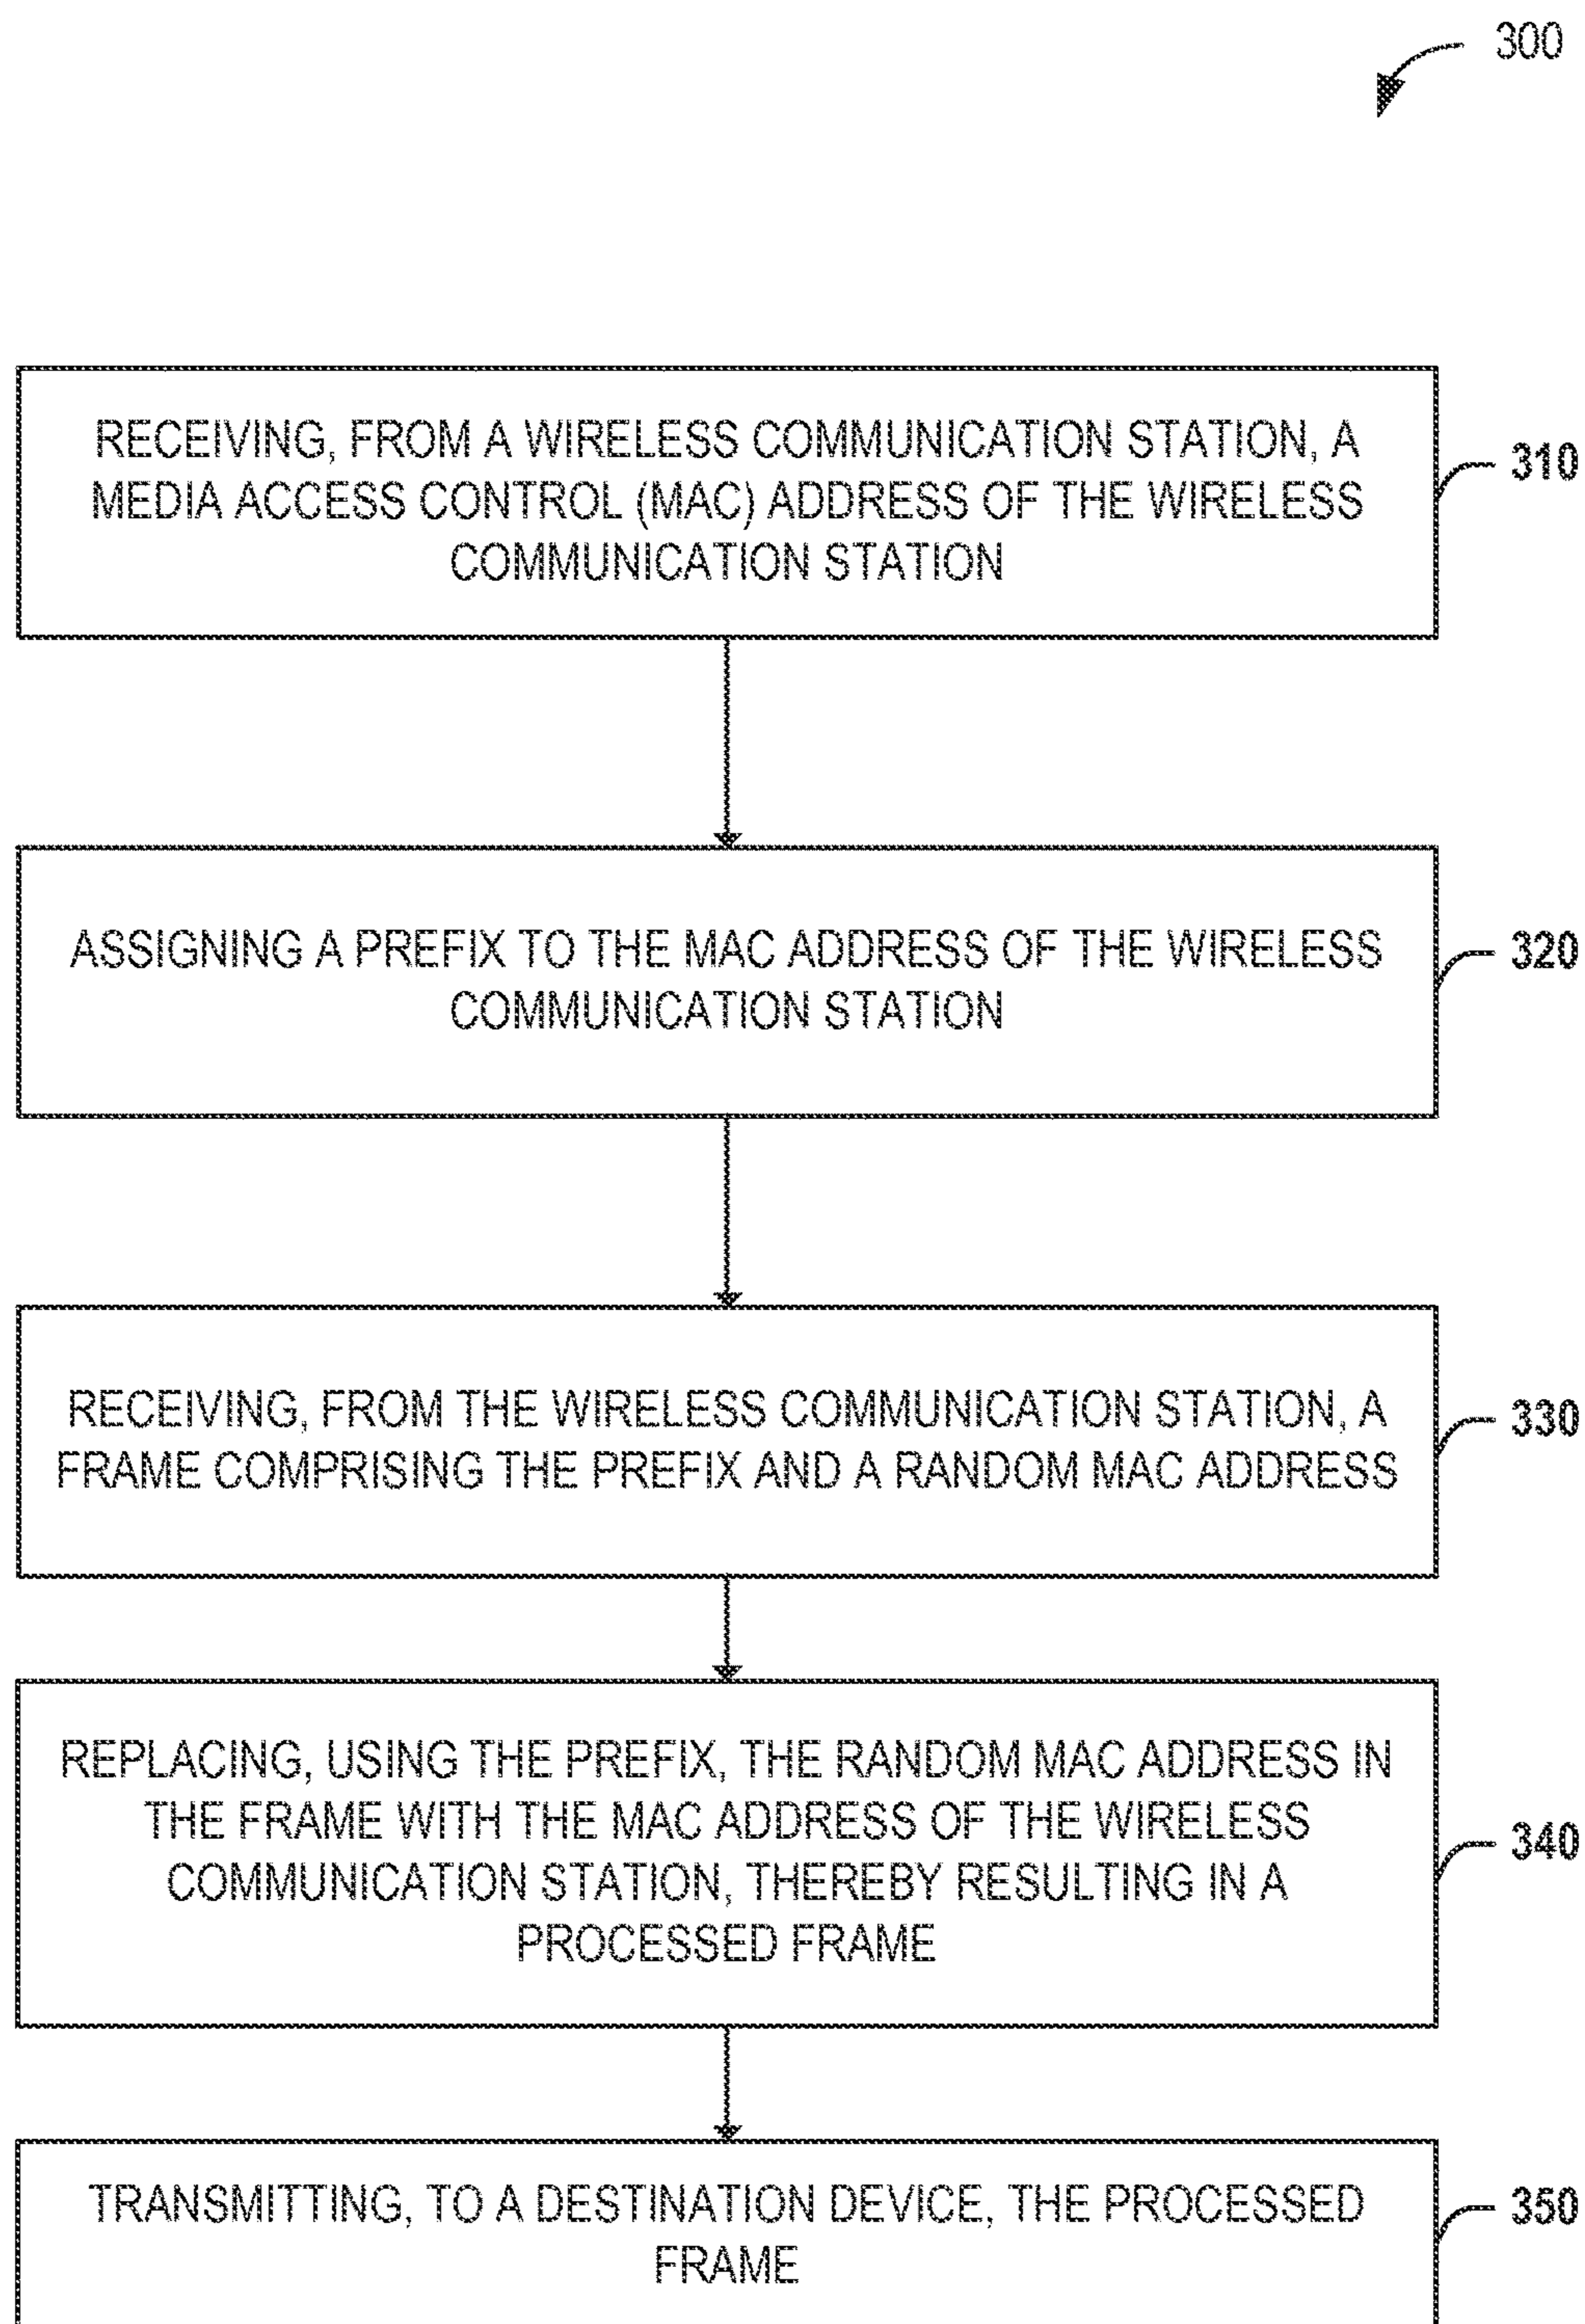 300
RECEIVING, FROM A WIRELESS COMMUNICATION STATION, A
MEDIA ACCESS CONTROL (MAC) ADDRESS OF THE WIRELESS
COMMUNICATION STATION
310
ASSIGNING A PREFIX TO THE MAC ADDRESS OF THE WIRELESS
COMMUNICATION STATION
320
RECEIVING, FROM THE WIRELESS COMMUNICATION STATION, A
FRAME COMPRISING THE PREFIX AND A RANDOM MAC ADDRESS
330
REPLACING, USING THE PREFIX, THE RANDOM MAC ADDRESS IN
THE FRAME WITH THE MAC ADDRESS OF THE WIRELESS
COMMUNICATION STATION, THEREBY RESULTING IN A
PROCESSED FRAME
340
TRANSMITTING, TO A DESTINATION DEVICE, THE PROCESSED
FRAME
350